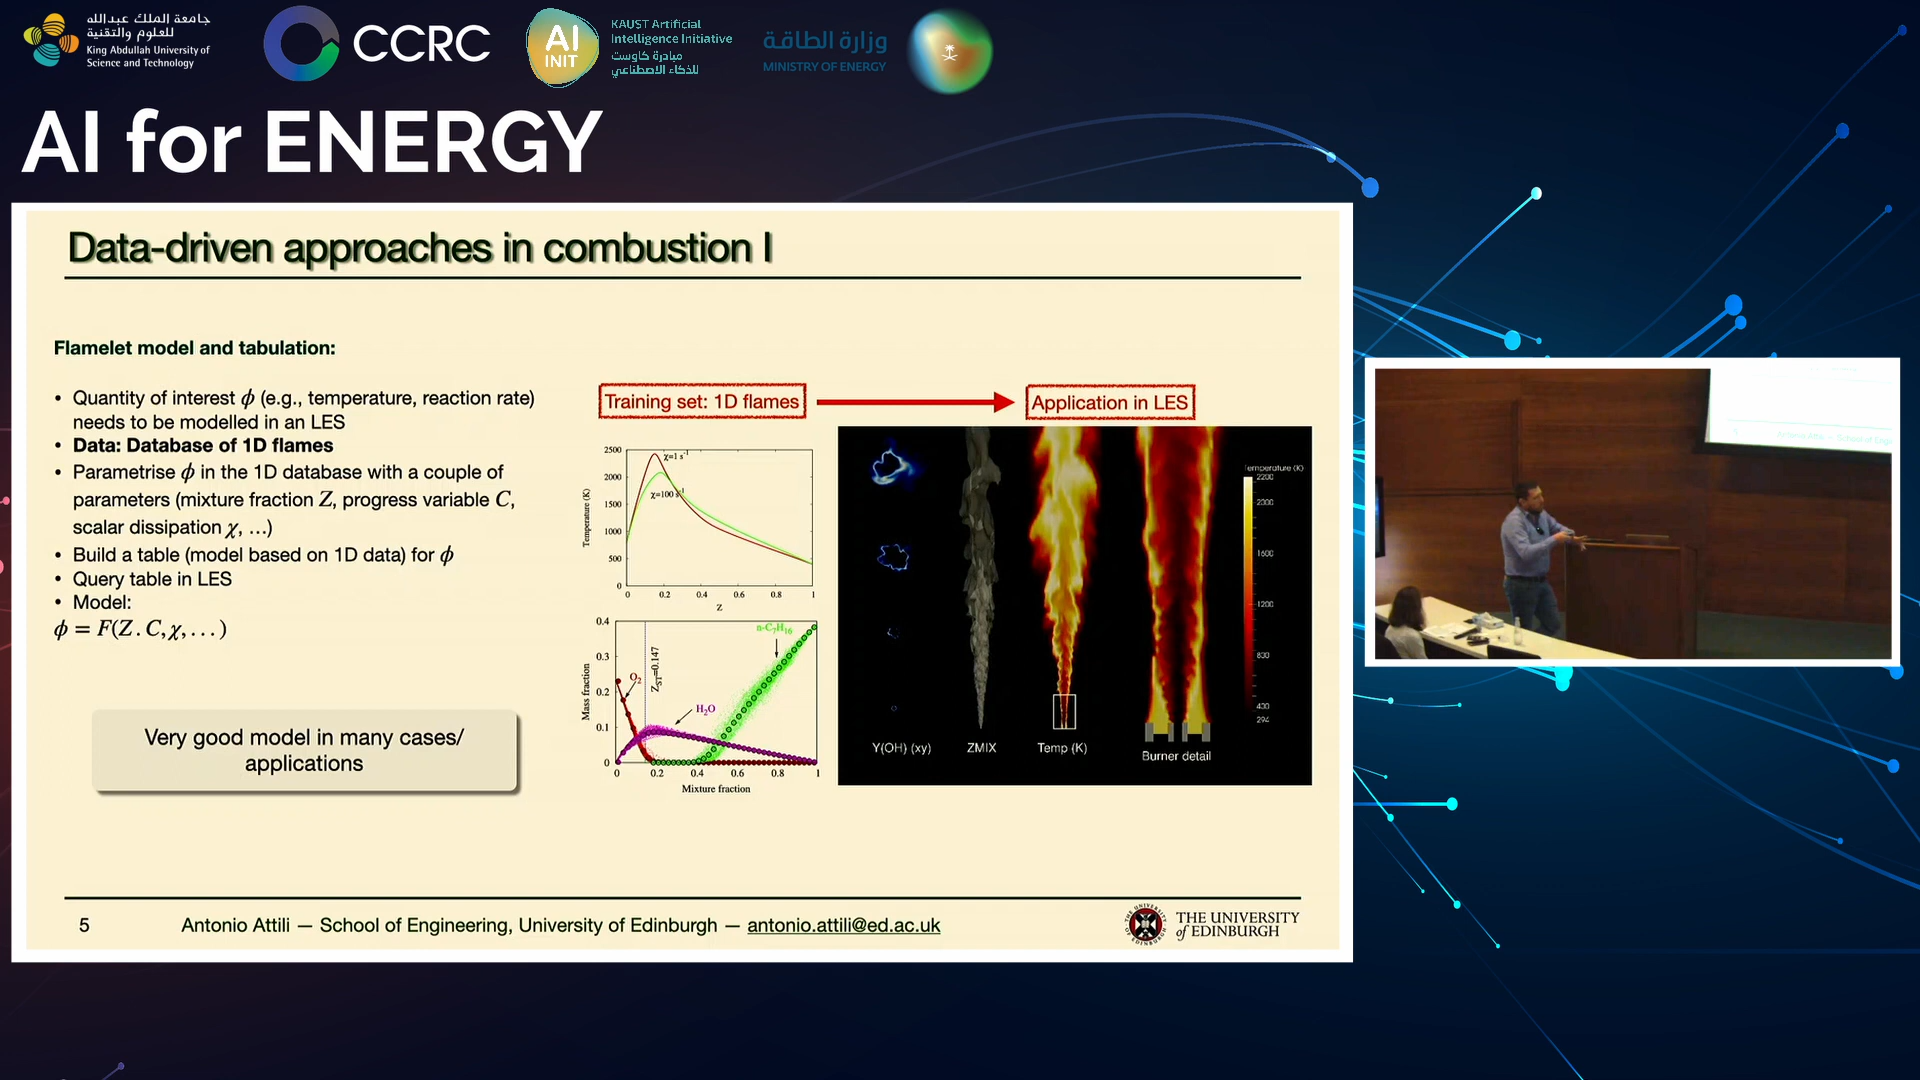 جامعة الملك عبدالله
للعلوم والتقنية
King Abdullah University of
Science and Technology
CCRC
AI
INIT
KAUST Artificial
Intelligence Initiative
مبادرة كاوست
للذكاء الاصطناعي
وزارة الطاقة
MINISTRY OF ENERGY
AI for ENERGY
Data-driven approaches in combustion I
Flamelet model and tabulation:
• Quantity of interest ϕ (e.g., temperature, reaction rate)
needs to be modelled in an LES
• Data: Database of 1D flames
• Parametrise ϕ in the 1D database with a couple of
parameters (mixture fraction Z, progress variable C,
scalar dissipation χ, …)
• Build a table (model based on 1D data) for ϕ
• Query table in LES
• Model:
ϕ = F(Z . C, χ, . . . )
Very good model in many cases/
applications
Training set: 1D flames
Application in LES
2500
2000
1500
1000
500
0
Temperature (K)
χ=1 s⁻¹
χ=100 s⁻¹
0 0.2 0.4 0.6 0.8 1
Z
0.4
0.3
0.2
0.1
0
Mass fraction
O₂
Z_ST=0.147
H₂O
n-C₇H₁₆
0 0.2 0.4 0.6 0.8 1
Mixture fraction
Temperature (K)
2200
2000
1600
1200
800
400
294
Y(OH) (xy)
ZMIX
Temp (K)
Burner detail
5
Antonio Attili — School of Engineering, University of Edinburgh — antonio.attili@ed.ac.uk
THE UNIVERSITY
of EDINBURGH